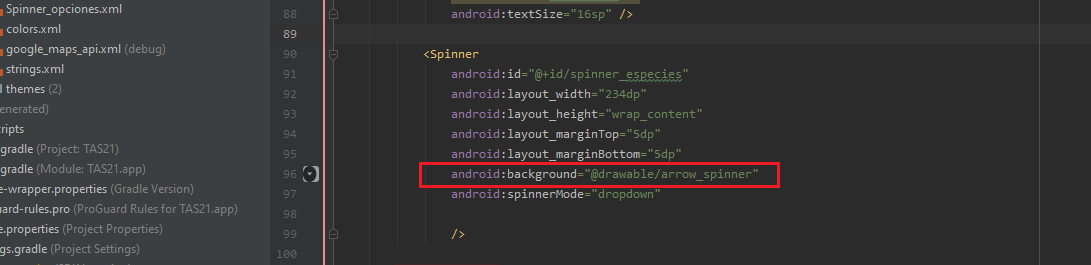 Spinner_opciones.xml
colors.xml
google_maps_api.xml (debug)
strings.xml
themes (2)
enerated)
cripts
gradle (Project: TAS21)
gradle (Module: TAS21.app)
e-wrapper.properties (Gradle Version)
guard-rules.pro (ProGuard Rules for TAS21.app)
e.properties (Project Properties)
ngs.gradle (Project Settings)
88 android:textSize="16sp" />
89
90 <Spinner
91 android:id="@+id/spinner_especies"
92 android:layout_width="234dp"
93 android:layout_height="wrap_content"
94 android:layout_marginTop="5dp"
95 android:layout_marginBottom="5dp"
96 android:background="@drawable/arrow_spinner"
97 android:spinnerMode="dropdown"
98
99 />
100